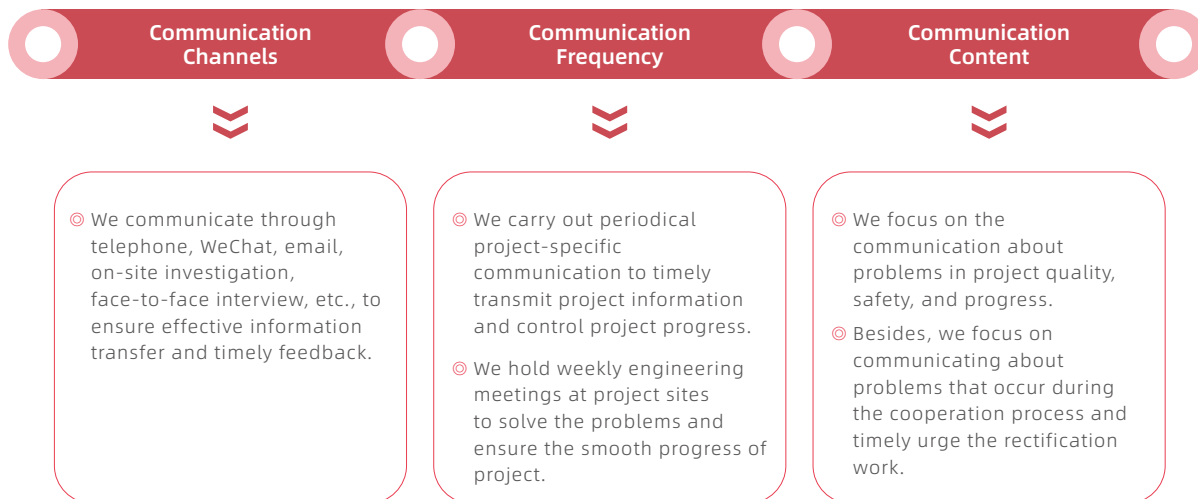 Communication
Channels
Communication
Frequency
Communication
Content
We communicate through
telephone, WeChat, email,
on-site investigation,
face-to-face interview, etc., to
ensure effective information
transfer and timely feedback.
We carry out periodical
project-specific
communication to timely
transmit project information
and control project progress.
We hold weekly engineering
meetings at project sites
to solve the problems and
ensure the smooth progress of
project.
We focus on the
communication about
problems in project quality,
safety, and progress.
Besides, we focus on
communicating about
problems that occur during
the cooperation process and
timely urge the rectification
work.